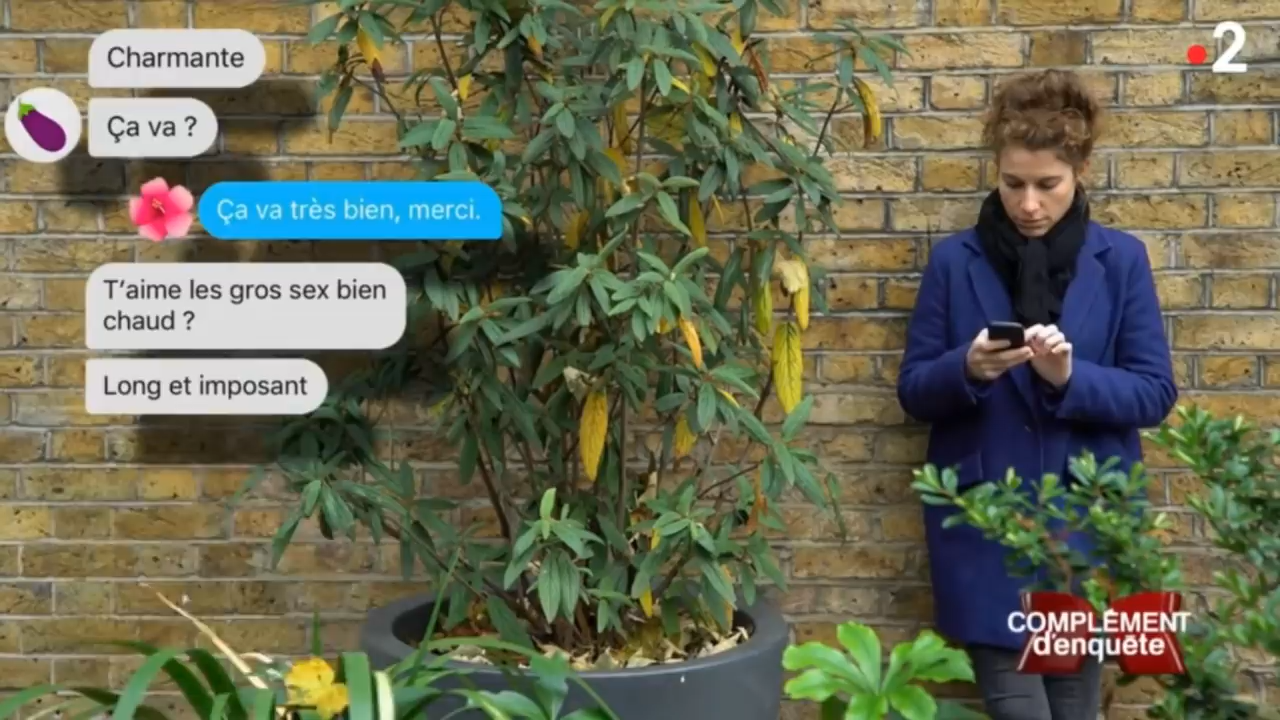 Charmante
Ça va ?
Ça va très bien, merci.
T'aime les gros sex bien
chaud ?
Long et imposant
2
COMPLÉMENT
d'enquête